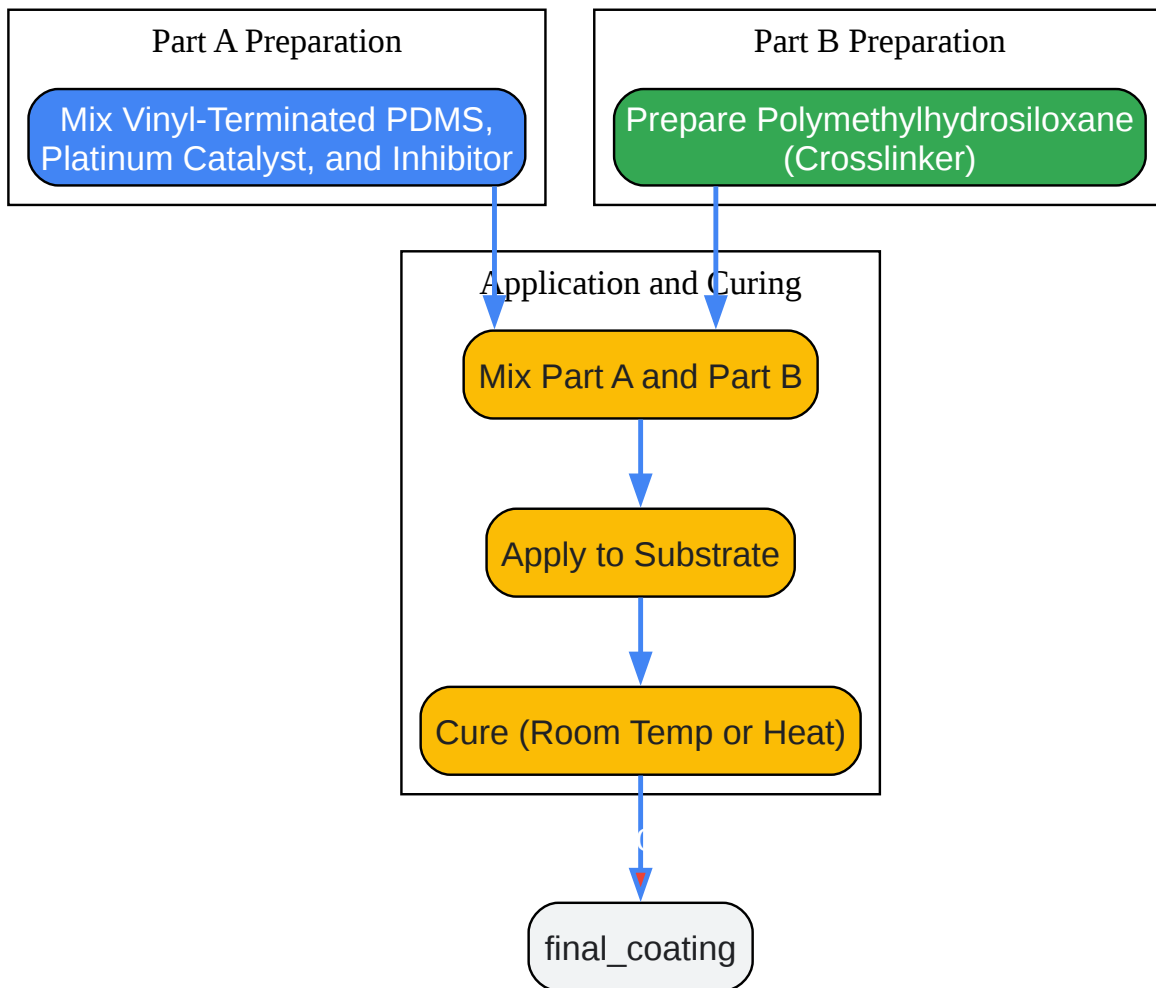 Part A Preparation
Part B Preparation
Mix Vinyl-Terminated PDMS,
Platinum Catalyst, and Inhibitor
Prepare Polymethylhydrosiloxane
(Crosslinker)
Application and Curing
Mix Part A and Part B
Apply to Substrate
Cure (Room Temp or Heat)
final_coating